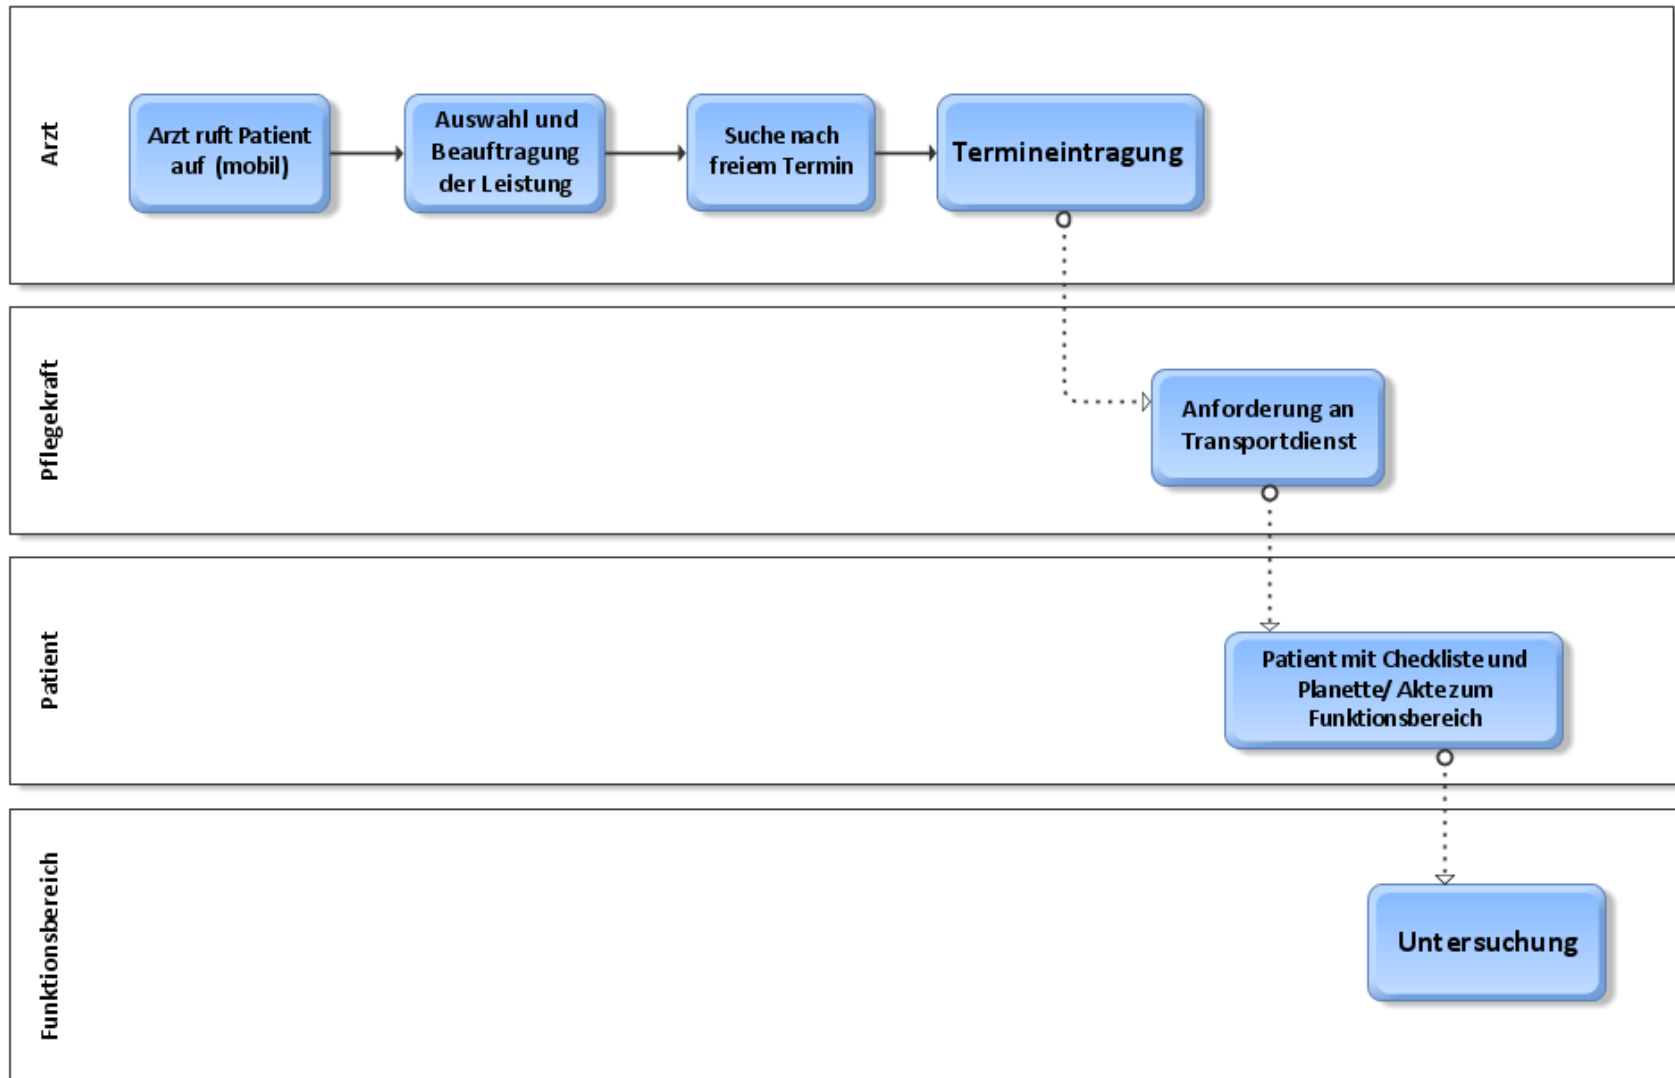 Arzt
Arzt ruft Patient
auf (mobil)
Auswahl und
Beauftragung
der Leistung
Suche nach
freiem Termin
Termineintragung
Pflegekraft
Anforderung an
Transportdienst
Patient
Patient mit Checkliste und
Planette/ Akte zum
Funktionsbereich
Funktionsbereich
Untersuchung